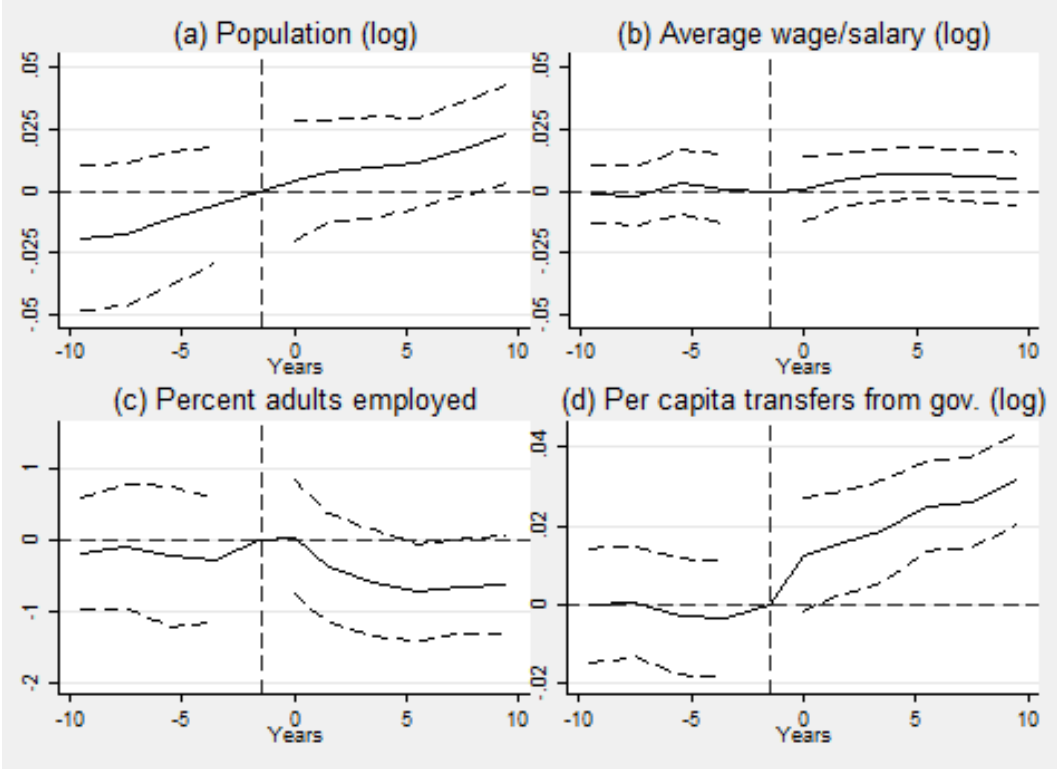 (a) Population (log)
.05
.025
0
-.025
-.05
-10 -5 0 5 10
Years
(b) Average wage/salary (log)
.05
.025
0
-.025
-.05
-10 -5 0 5 10
Years
(c) Percent adults employed
1
0
-1
-2
-10 -5 0 5 10
Years
(d) Per capita transfers from gov. (log)
.04
.02
0
-.02
-10 -5 0 5 10
Years